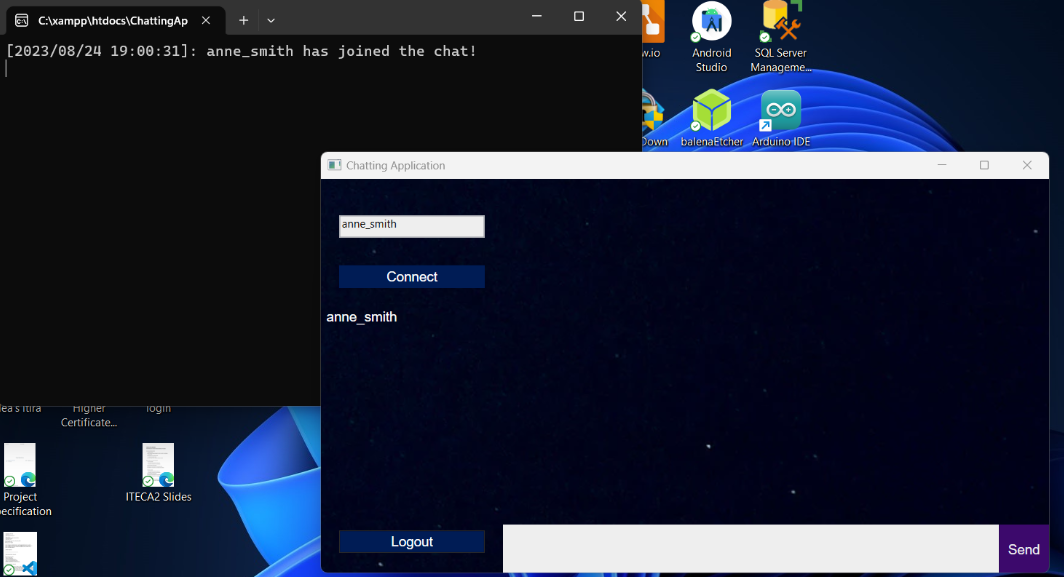 C:\xampp\htdocs\ChattingAp
[2023/08/24 19:00:31]: anne_smith has joined the chat!
w.io
Android
Studio
SQL Server
Manageme...
Down
balenaEtcher
Arduino IDE
Chatting Application
anne_smith
Connect
anne_smith
Logout
Send
Higher
Certificate...
login
Project
ecification
ITECA2 Slides